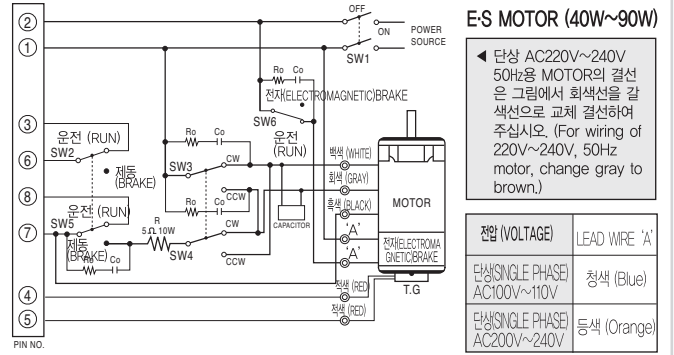 E·S MOTOR (40W~90W)
②
①
③
⑥
⑧
⑦
④
⑤
PIN NO.
OFF
ON
POWER
SOURCE
SW1
Ro Co
전자(ELECTROMAGNETIC)BRAKE
SW6
운전
(RUN)
운전 (RUN)
SW2
제동
(BRAKE)
Ro Co
SW3
CW
CCW
Ro Co
운전 (RUN)
SW5
제동
(BRAKE)
Ro Co
R
5Ω 10W
SW4
CW
CCW
CAPACITOR
백색 (WHITE)
회색 (GRAY)
흑색 (BLACK)
'A'
'A'
적색 (RED)
적색 (RED)
MOTOR
전자(ELECTROMA
GNETIC)BRAKE
T.G
◀ 단상 AC220V~240V
50Hz용 MOTOR의 결선
은 그림에서 회색선을 갈
색선으로 교체 결선하여
주십시오. (For wiring of
220V~240V, 50Hz
motor, change gray to
brown.)
전압 (VOLTAGE) LEAD WIRE 'A'
단상(SINGLE PHASE)
AC100V~110V
청색 (Blue)
단상(SINGLE PHASE)
AC200V~240V
등색 (Orange)